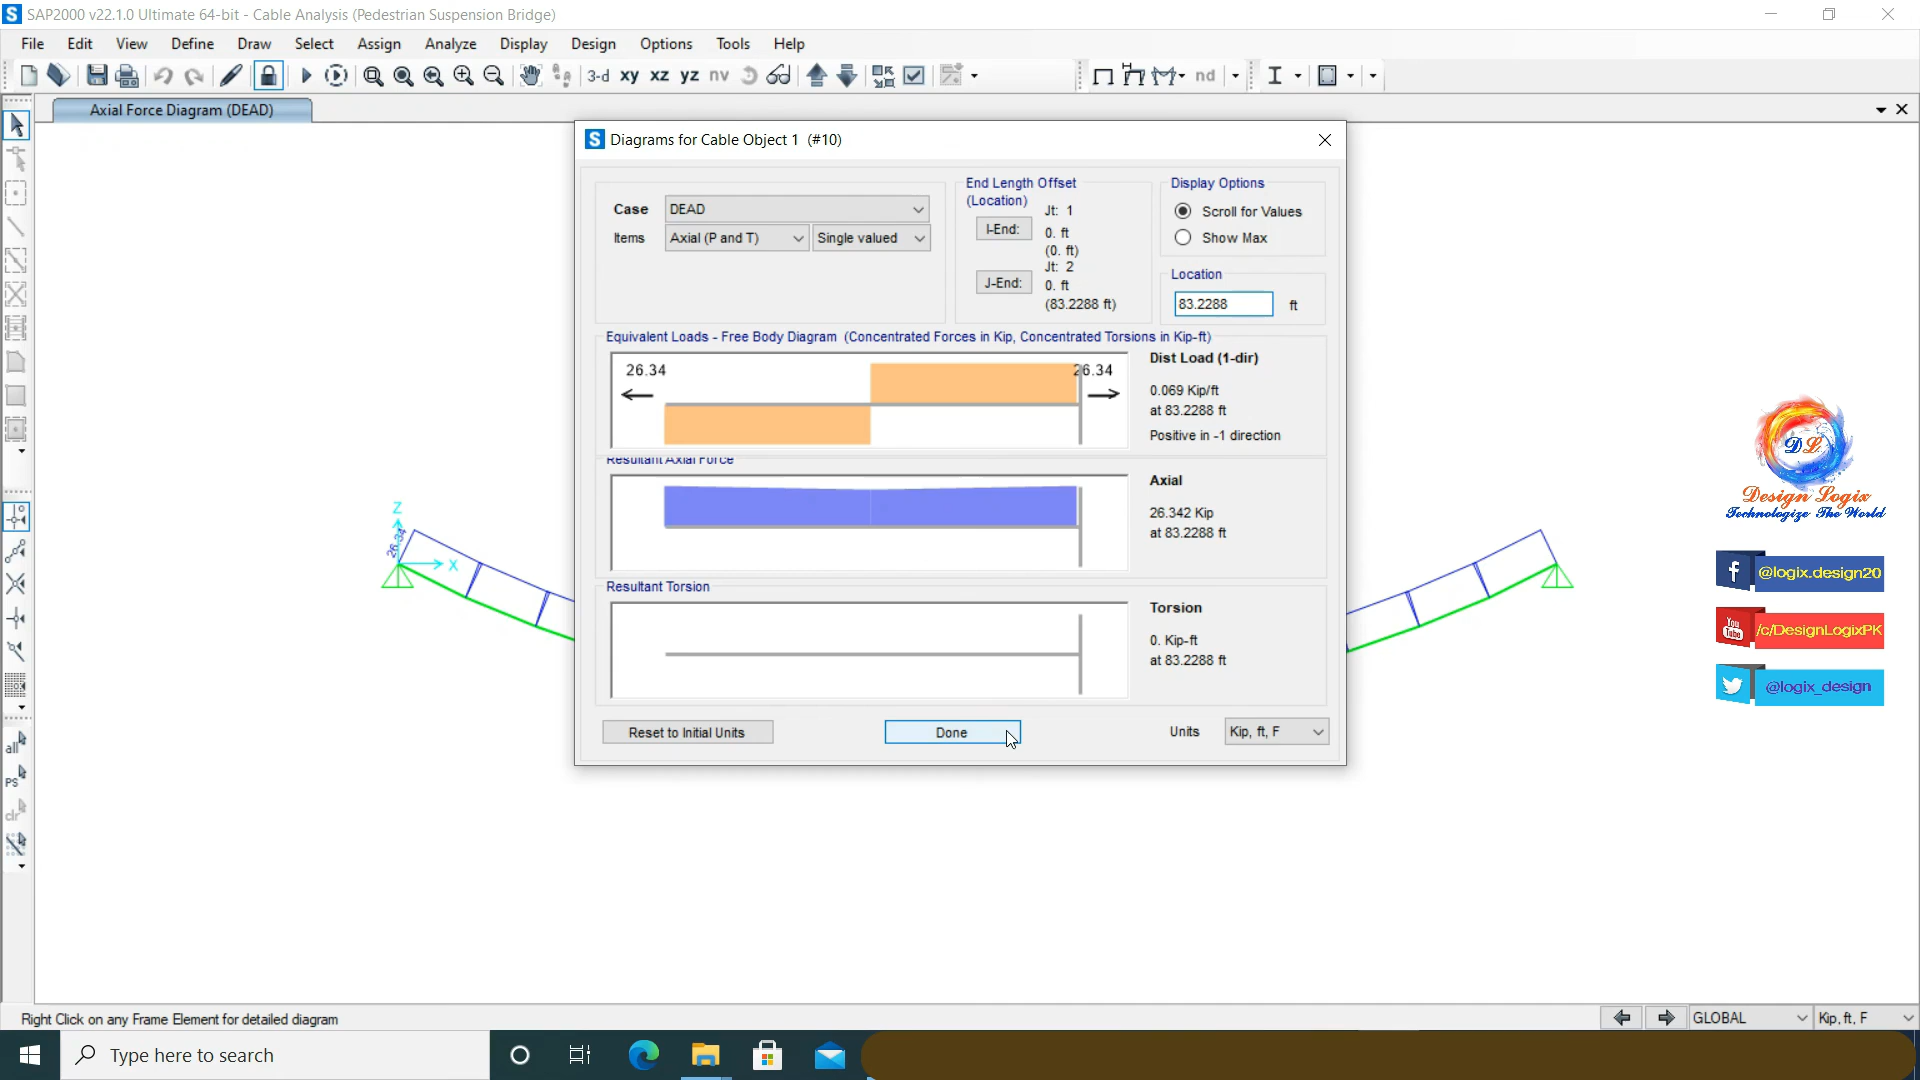 SAP2000 v22.1.0 Ultimate 64-bit - Cable Analysis (Pedestrian Suspension Bridge)
File Edit View Define Draw Select Assign Analyze Display Design Options Tools Help
3-d xy xz yz nv nd
Axial Force Diagram (DEAD)
Diagrams for Cable Object 1 (#10)
Case DEAD
Items Axial (P and T) Single valued
End Length Offset
(Location)
Jt: 1
I-End:
0. ft
(0. ft)
Jt: 2
J-End:
0. ft
(83.2288 ft)
Display Options
Scroll for Values
Show Max
Location
83.2288 ft
Equivalent Loads - Free Body Diagram (Concentrated Forces in Kip, Concentrated Torsions in Kip-ft)
26.34 26.34
Dist Load (1-dir)
0.069 Kip/ft
at 83.2288 ft
Positive in -1 direction
Resultant Axial Force
Axial
26.342 Kip
at 83.2288 ft
Resultant Torsion
Torsion
0. Kip-ft
at 83.2288 ft
Reset to Initial Units Done Units Kip, ft, F
Z
26.34
X
all
PS
clr
DL
Design Logix
Technologize The World
f @logix.design20
You Tube /c/DesignLogixPK
@logix_design
Right Click on any Frame Element for detailed diagram
GLOBAL Kip, ft, F
Type here to search